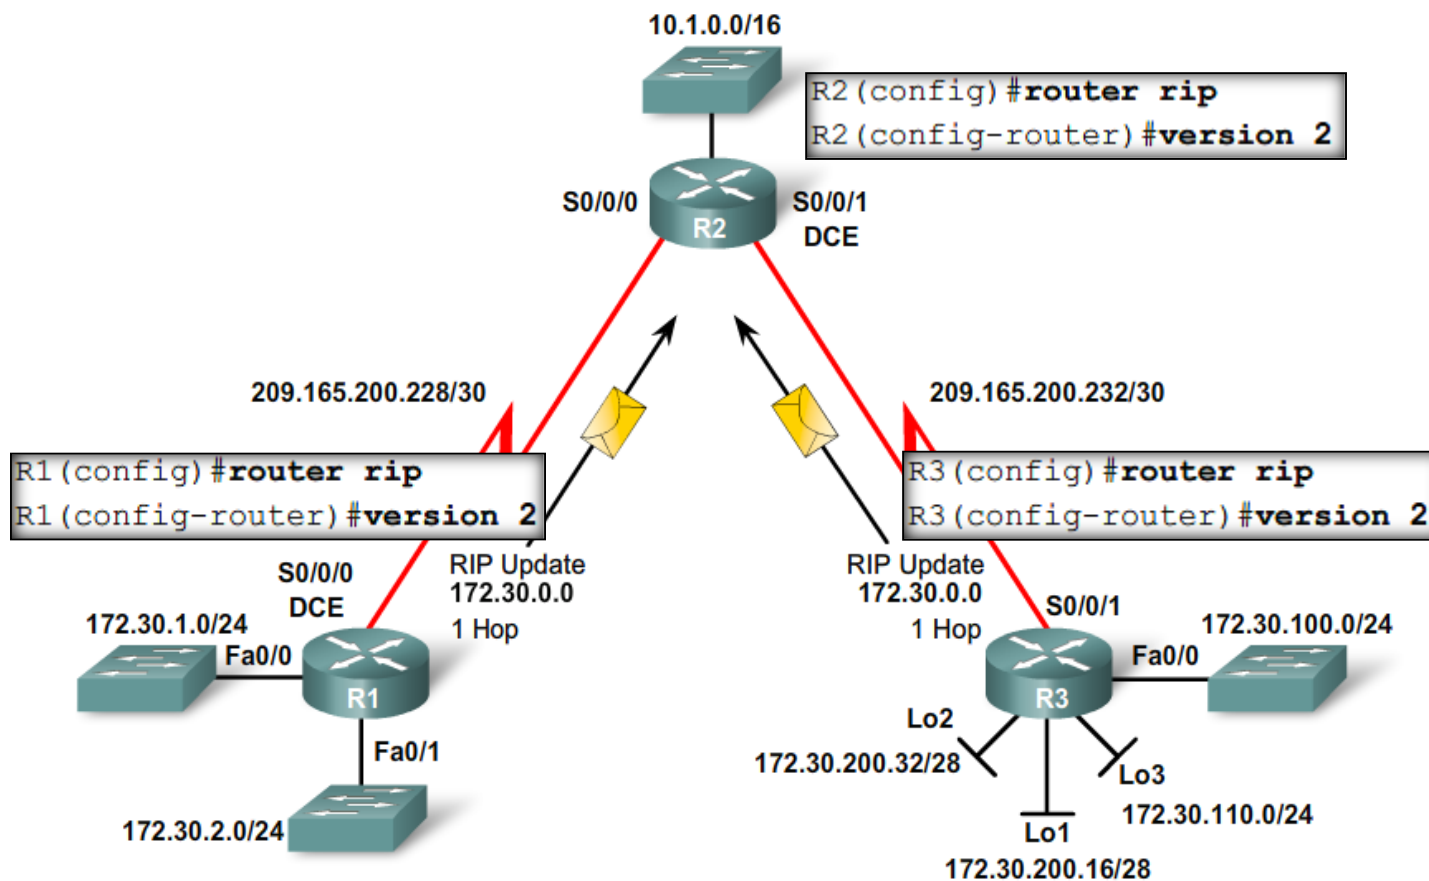 10.1.0.0/16
R2(config)#router rip
R2(config-router)#version 2
S0/0/0
S0/0/1
DCE
R2
209.165.200.228/30
209.165.200.232/30
R1(config)#router rip
R1(config-router)#version 2
R3(config)#router rip
R3(config-router)#version 2
RIP Update
172.30.0.0
1 Hop
RIP Update
172.30.0.0
1 Hop
S0/0/0
DCE
172.30.1.0/24
Fa0/0
R1
Fa0/1
172.30.2.0/24
S0/0/1
172.30.100.0/24
Fa0/0
R3
Lo2
172.30.200.32/28
Lo3
172.30.110.0/24
Lo1
172.30.200.16/28